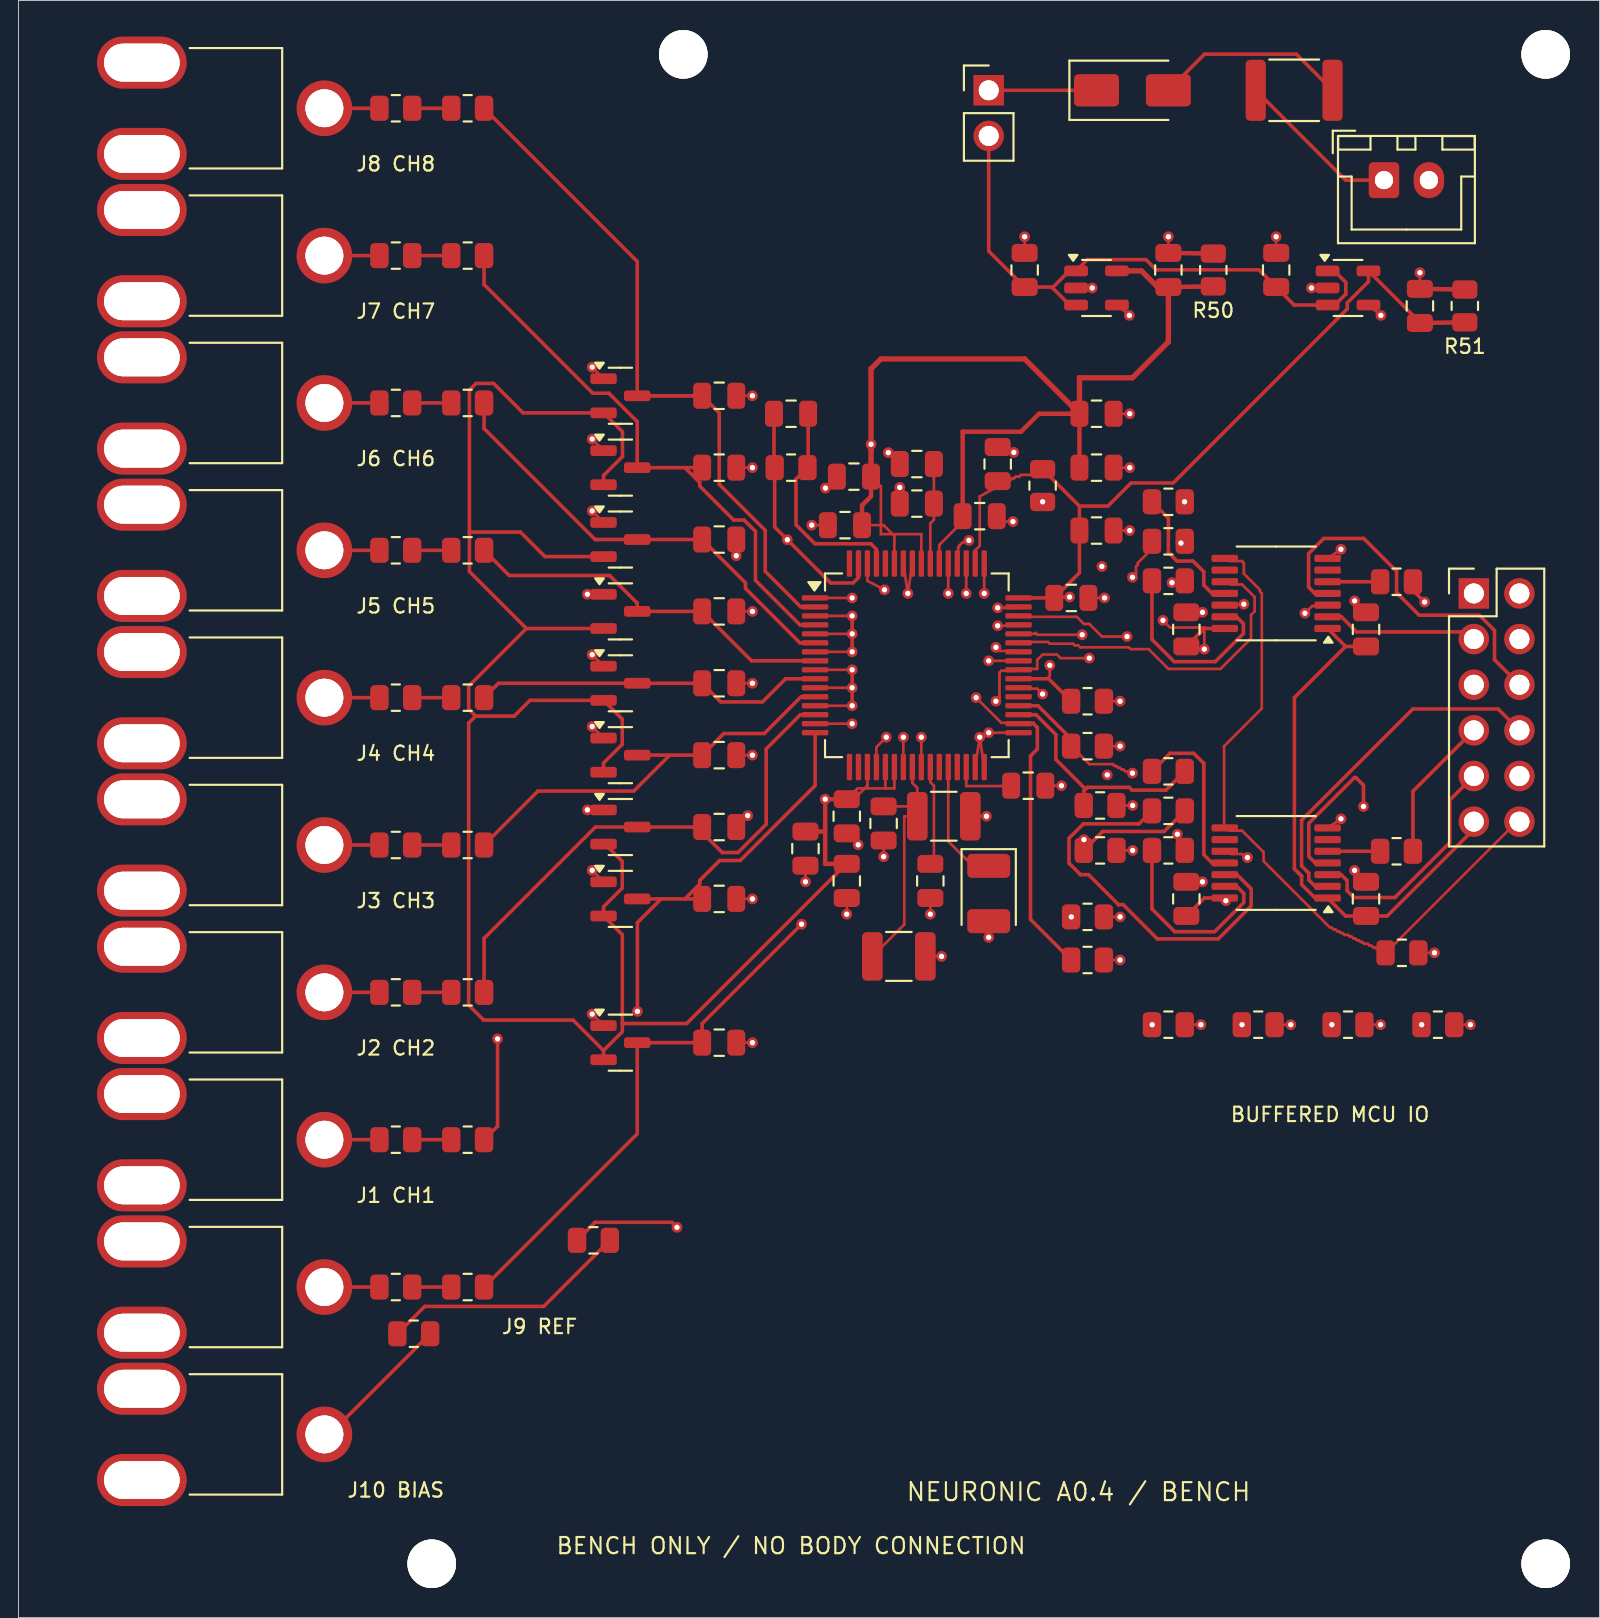 J8 CH8
J7 CH7
R50
R51
J6 CH6
J5 CH5
J4 CH4
J3 CH3
J2 CH2
BUFFERED MCU IO
J1 CH1
J9 REF
J10 BIAS
NEURONIC A0.4 / BENCH
BENCH ONLY / NO BODY CONNECTION